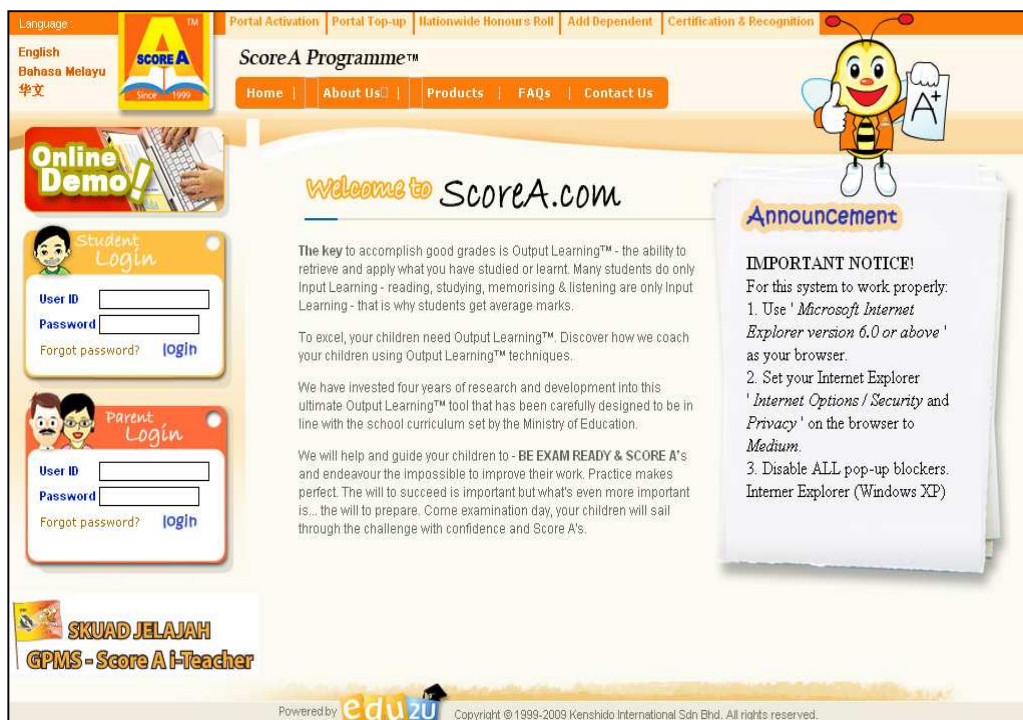 Language :
English
Bahasa Melayu
华文
TM
SCORE A
Since 1999
Portal Activation | Portal Top-up | Nationwide Honours Roll | Add Dependent | Certification & Recognition
Score A Programme™
Home | About Us | Products | FAQs | Contact Us
A+
Online
Demo!
Student
Login
User ID
Password
Forgot password? login
Parent
Login
User ID
Password
Forgot password? login
SKUAD JELAJAH
GPMS - Score A i-Teacher
Welcome to ScoreA.com
The key to accomplish good grades is Output Learning™ - the ability to
retrieve and apply what you have studied or learnt. Many students do only
Input Learning - reading, studying, memorising & listening are only Input
Learning - that is why students get average marks.
To excel, your children need Output Learning™. Discover how we coach
your children using Output Learning™ techniques.
We have invested four years of research and development into this
ultimate Output Learning™ tool that has been carefully designed to be in
line with the school curriculum set by the Ministry of Education.
We will help and guide your children to - BE EXAM READY & SCORE A's
and endeavour the impossible to improve their work. Practice makes
perfect. The will to succeed is important but what's even more important
is... the will to prepare. Come examination day, your children will sail
through the challenge with confidence and Score A's.
Announcement
IMPORTANT NOTICE!
For this system to work properly:
1. Use ' Microsoft Internet
Explorer version 6.0 or above '
as your browser.
2. Set your Internet Explorer
' Internet Options / Security and
Privacy ' on the browser to
Medium.
3. Disable ALL pop-up blockers.
Interner Explorer (Windows XP)
Powered by edu2U Copyright © 1999-2009 Kenshido International Sdn Bhd. All rights reserved.